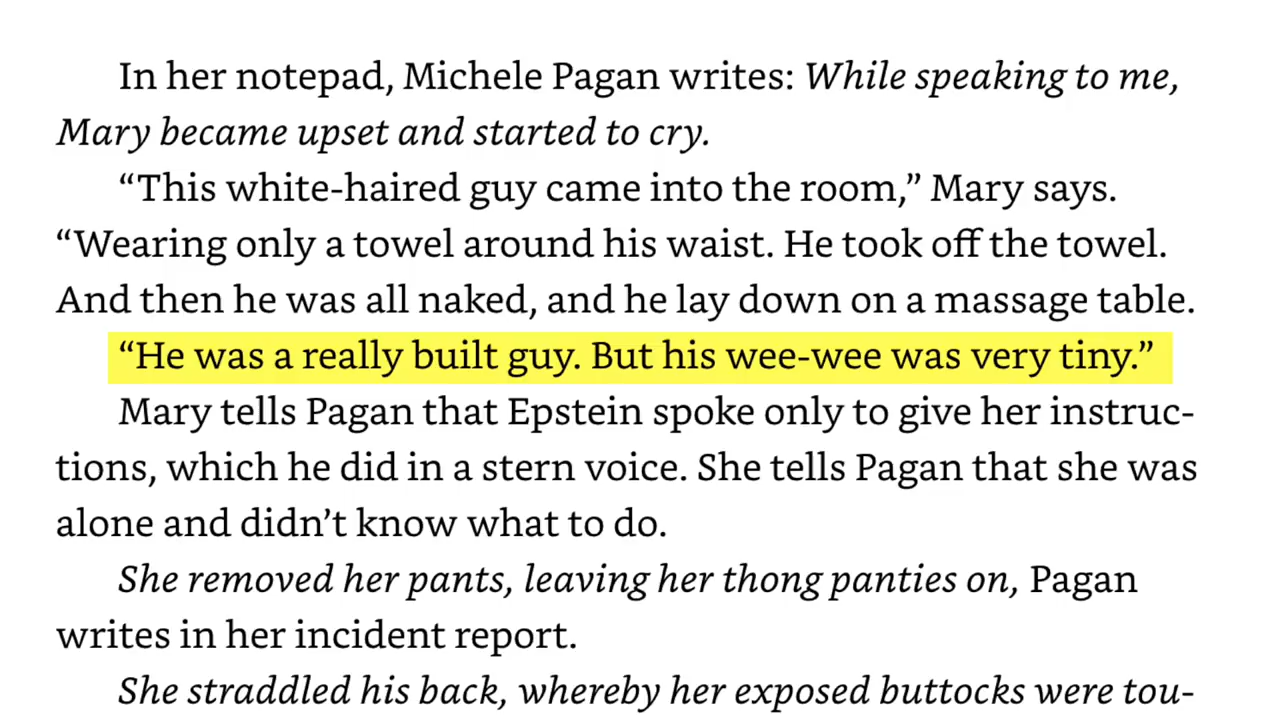 In her notepad, Michele Pagan writes: While speaking to me,
Mary became upset and started to cry.
“This white-haired guy came into the room,” Mary says.
“Wearing only a towel around his waist. He took off the towel.
And then he was all naked, and he lay down on a massage table.
“He was a really built guy. But his wee-wee was very tiny.”
Mary tells Pagan that Epstein spoke only to give her instruc-
tions, which he did in a stern voice. She tells Pagan that she was
alone and didn’t know what to do.
She removed her pants, leaving her thong panties on, Pagan
writes in her incident report.
She straddled his back, whereby her exposed buttocks were tou-